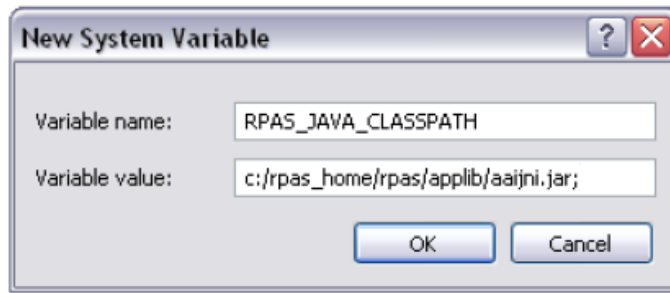 New System Variable
?
Variable name: RPAS_JAVA_CLASSPATH
Variable value: c:/rpas_home/rpas/applib/aaijni.jar;
OK Cancel